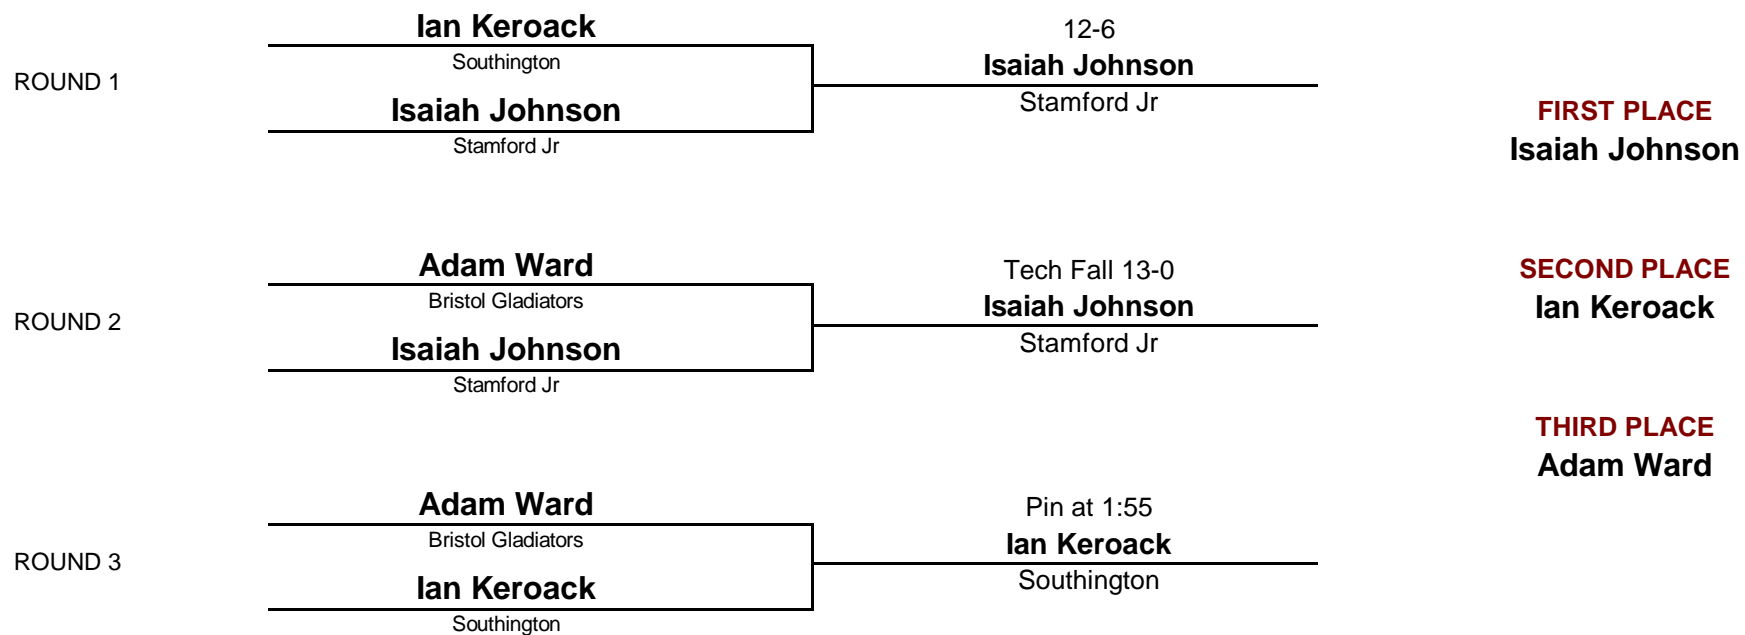 ROUND 1
Ian Keroack
Southington
Isaiah Johnson
Stamford Jr
12-6
Isaiah Johnson
Stamford Jr
ROUND 2
Adam Ward
Bristol Gladiators
Isaiah Johnson
Stamford Jr
Tech Fall 13-0
Isaiah Johnson
Stamford Jr
ROUND 3
Adam Ward
Bristol Gladiators
Ian Keroack
Southington
Pin at 1:55
Ian Keroack
Southington
FIRST PLACE
Isaiah Johnson
SECOND PLACE
Ian Keroack
THIRD PLACE
Adam Ward